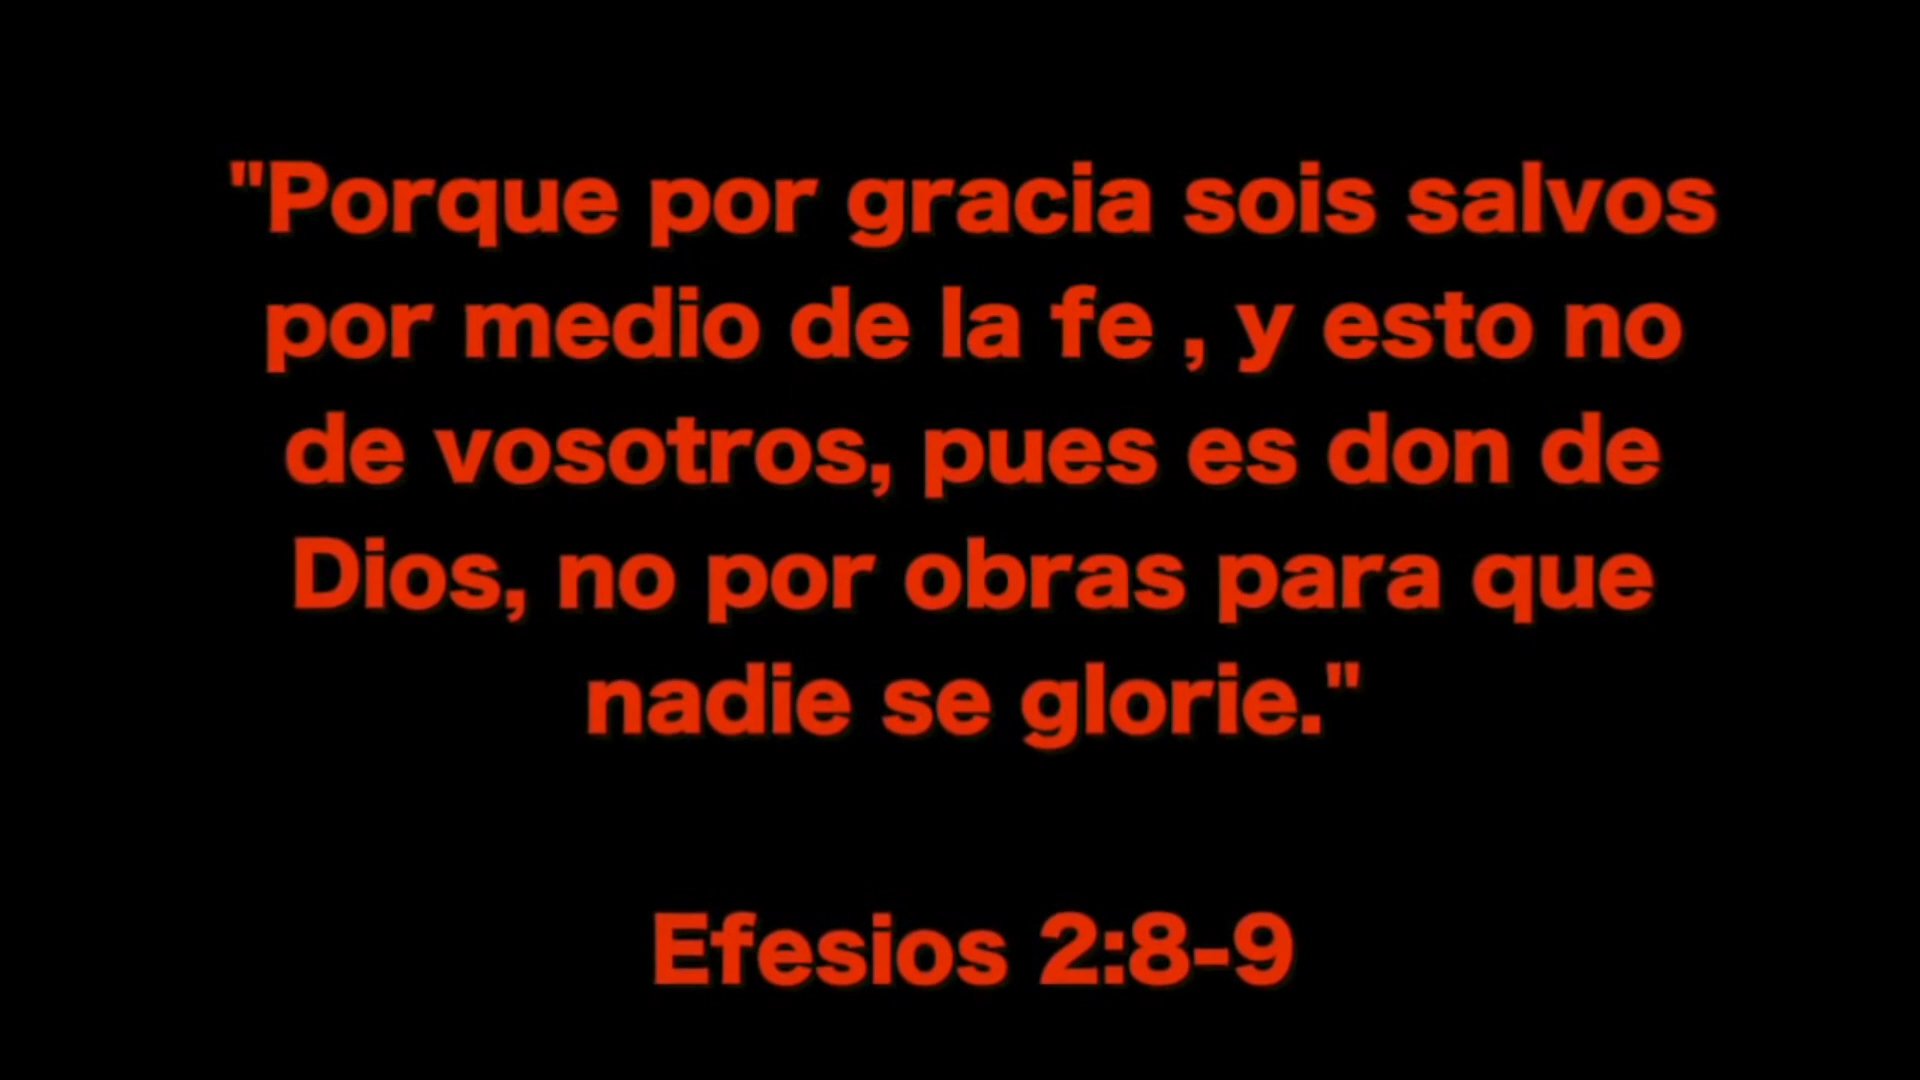 "Porque por gracia sois salvos
por medio de la fe , y esto no
de vosotros, pues es don de
Dios, no por obras para que
nadie se glorie."
Efesios 2:8-9